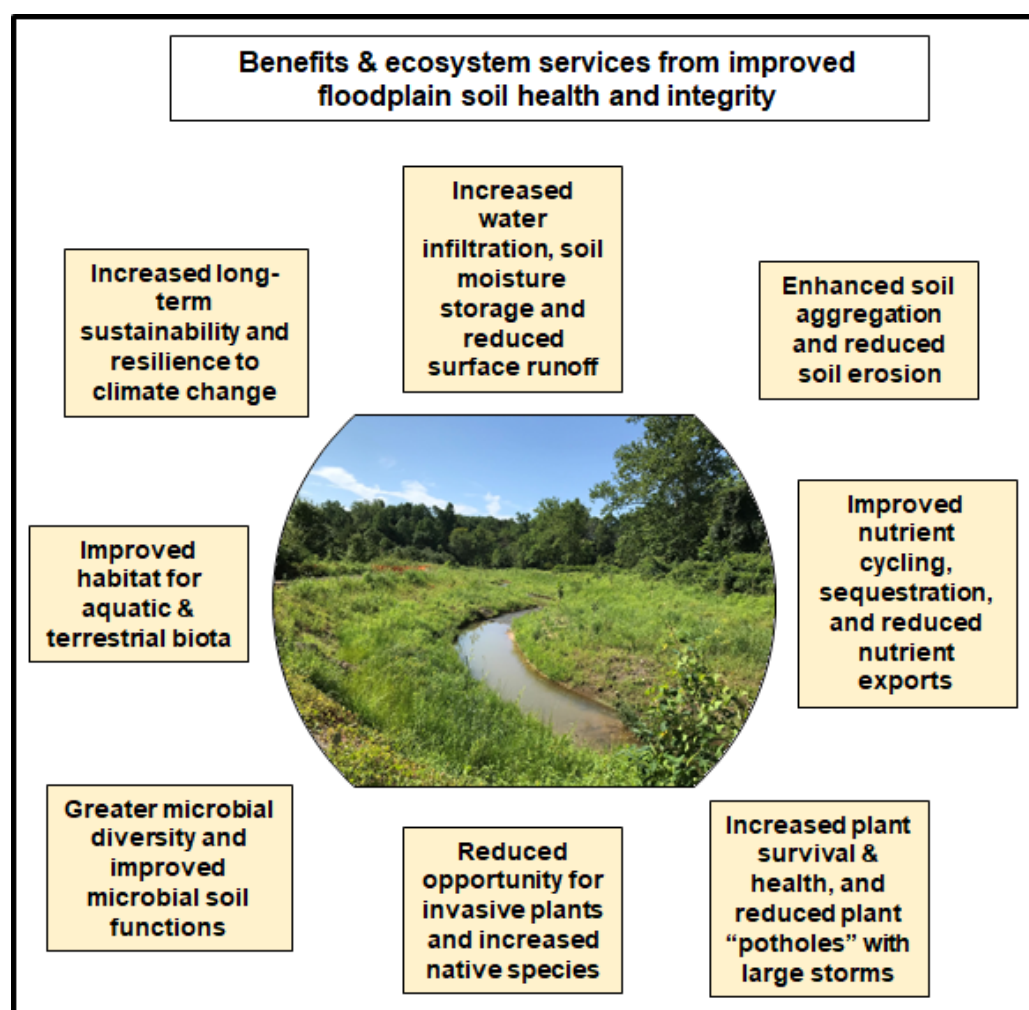 Benefits & ecosystem services from improved
floodplain soil health and integrity
Increased
water
infiltration, soil
moisture
storage and
reduced
surface runoff
Enhanced soil
aggregation
and reduced
soil erosion
Improved
nutrient
cycling,
sequestration,
and reduced
nutrient
exports
Increased plant
survival &
health, and
reduced plant
“potholes” with
large storms
Reduced
opportunity for
invasive plants
and increased
native species
Greater microbial
diversity and
improved
microbial soil
functions
Improved
habitat for
aquatic &
terrestrial biota
Increased long-
term
sustainability and
resilience to
climate change